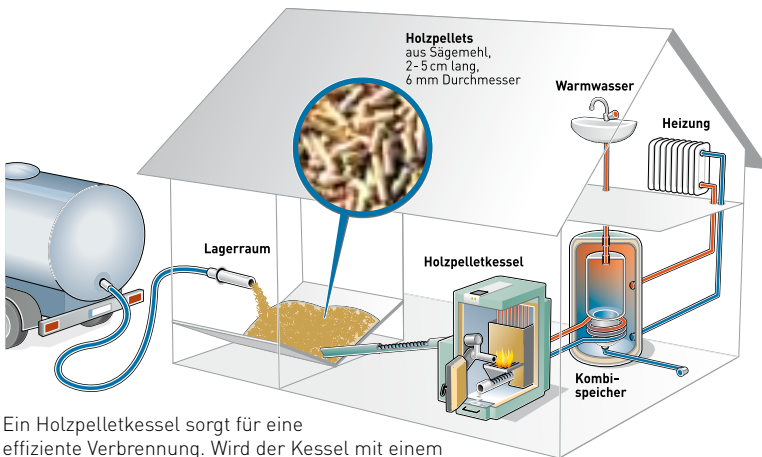 Holzpellets
aus Sägemehl,
2-5 cm lang,
6 mm Durchmesser
Warmwasser
Heizung
Lagerraum
Holzpelletkessel
Kombi-
speicher
Ein Holzpelletkessel sorgt für eine
effiziente Verbrennung. Wird der Kessel mit einem